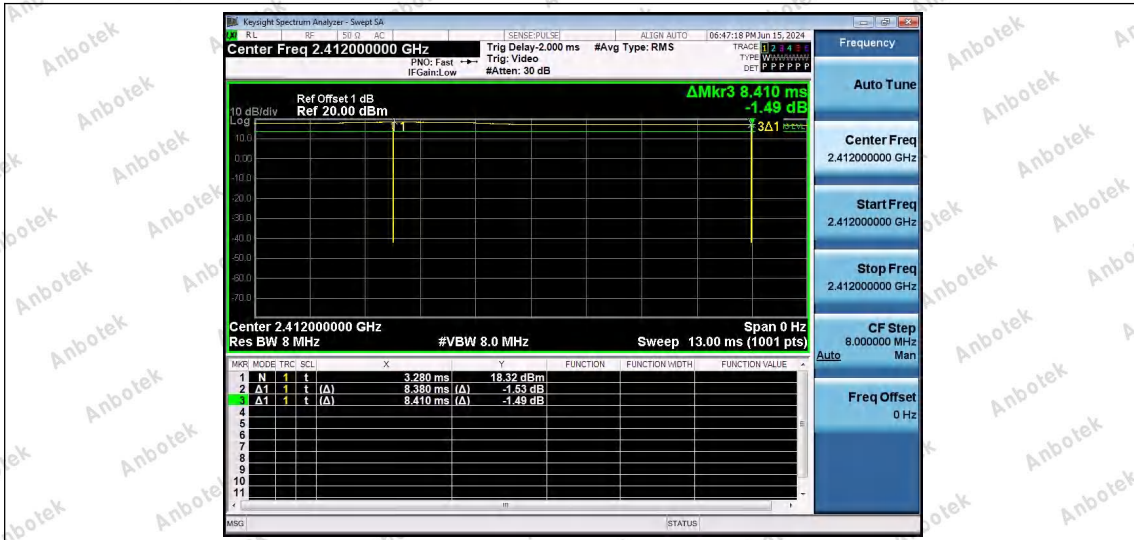 Keysight Spectrum Analyzer - Swept SA
RL RF 50 Ω AC SENSE:PULSE ALIGN AUTO 06:47:18 PM Jun 15, 2024
Center Freq 2.412000000 GHz
PNO: Fast
IFGain:Low
Trig Delay-2.000 ms
Trig: Video
#Atten: 30 dB
#Avg Type: RMS
TRACE 1 2 3 4 5 6
TYPE WWWWWW
DET P P P P P P
Ref Offset 1 dB
Ref 20.00 dBm
10 dB/div
Log
ΔMkr3 8.410 ms
-1.49 dB
1
3Δ1
10.0
0.00
-10.0
-20.0
-30.0
-40.0
-50.0
-60.0
-70.0
Center 2.412000000 GHz Span 0 Hz
Res BW 8 MHz #VBW 8.0 MHz Sweep 13.00 ms (1001 pts)
MKR MODE TRC SCL X Y FUNCTION FUNCTION WIDTH FUNCTION VALUE
1 N 1 t 3.280 ms 18.32 dBm
2 Δ1 1 t (Δ) 8.380 ms (Δ) -1.53 dB
3 Δ1 1 t (Δ) 8.410 ms (Δ) -1.49 dB
4
5
6
7
8
9
10
11
MSG STATUS
Frequency
Auto Tune
Center Freq
2.412000000 GHz
Start Freq
2.412000000 GHz
Stop Freq
2.412000000 GHz
CF Step
8.000000 MHz
Auto Man
Freq Offset
0 Hz
Anbotek